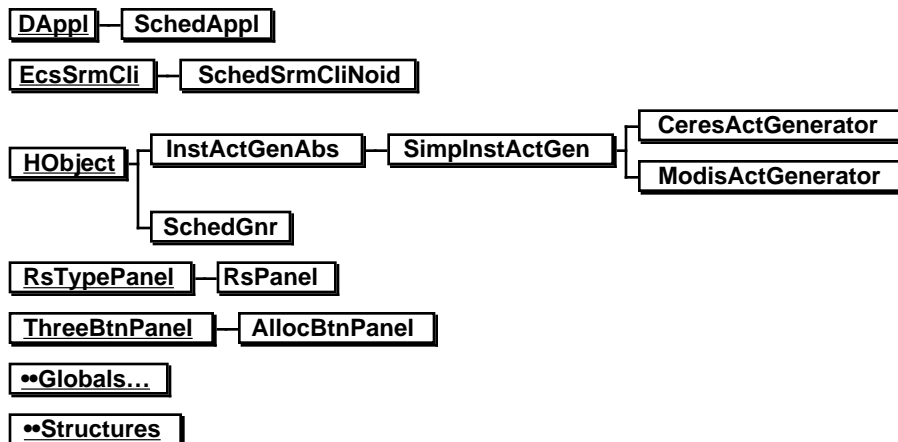 DAppl SchedAppl
EcsSrmCli SchedSrmCliNoid
CeresActGenerator
InstActGenAbs SimpInstActGen
HObject
ModisActGenerator
SchedGnr
RsTypePanel RsPanel
ThreeBtnPanel AllocBtnPanel
••Globals…
••Structures